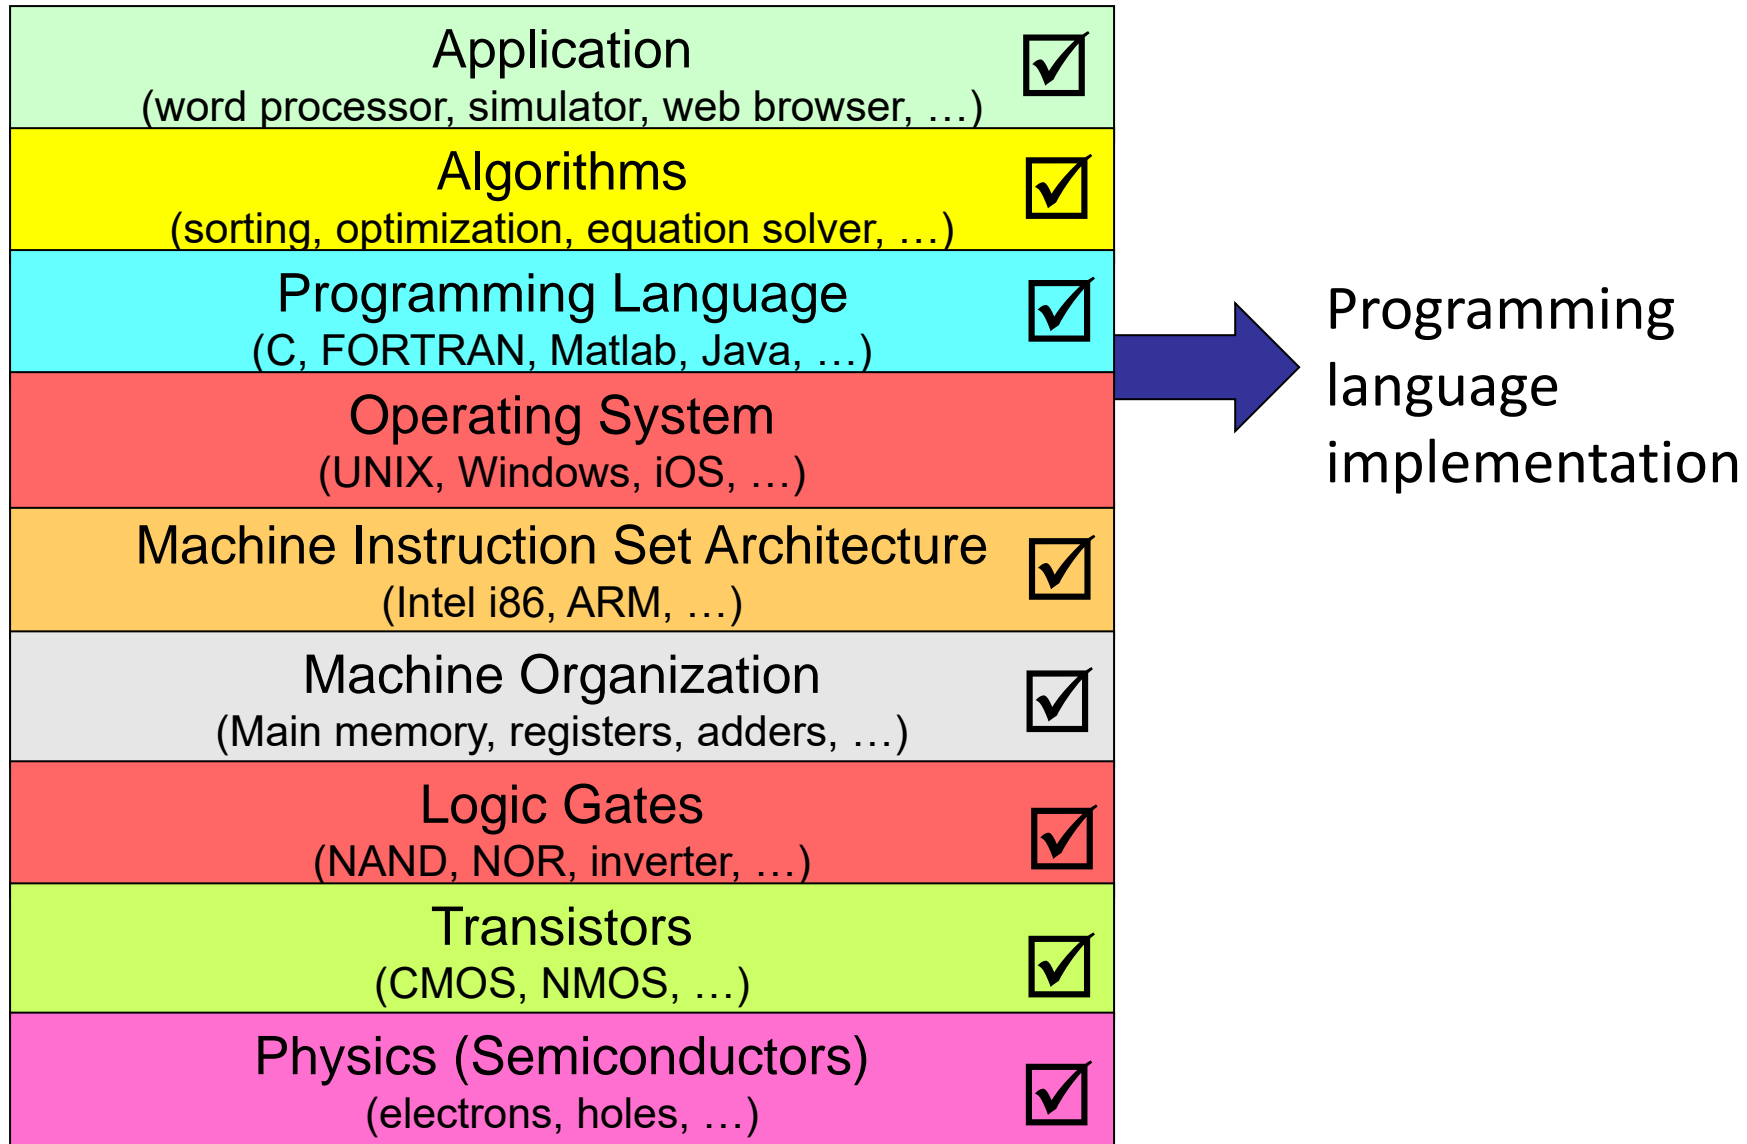 Application
(word processor, simulator, web browser, …)
Algorithms
(sorting, optimization, equation solver, …)
Programming Language
(C, FORTRAN, Matlab, Java, …)
Programming
language
implementation
Operating System
(UNIX, Windows, iOS, …)
Machine Instruction Set Architecture
(Intel i86, ARM, …)
Machine Organization
(Main memory, registers, adders, …)
Logic Gates
(NAND, NOR, inverter, …)
Transistors
(CMOS, NMOS, …)
Physics (Semiconductors)
(electrons, holes, …)